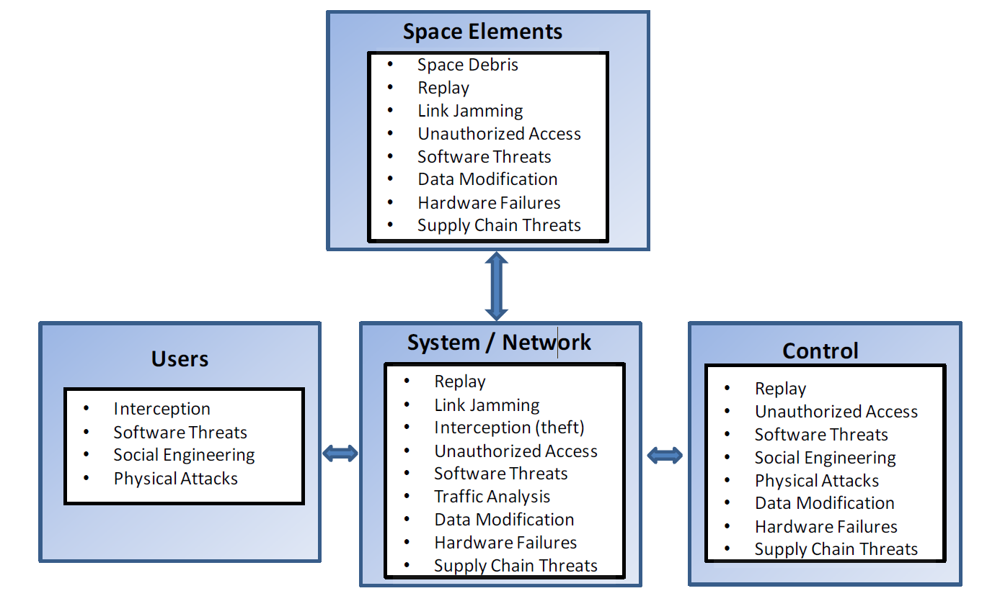 Space Elements
• Space Debris
• Replay
• Link Jamming
• Unauthorized Access
• Software Threats
• Data Modification
• Hardware Failures
• Supply Chain Threats
Users
• Interception
• Software Threats
• Social Engineering
• Physical Attacks
System / Network
• Replay
• Link Jamming
• Interception (theft)
• Unauthorized Access
• Software Threats
• Traffic Analysis
• Data Modification
• Hardware Failures
• Supply Chain Threats
Control
• Replay
• Unauthorized Access
• Software Threats
• Social Engineering
• Physical Attacks
• Data Modification
• Hardware Failures
• Supply Chain Threats